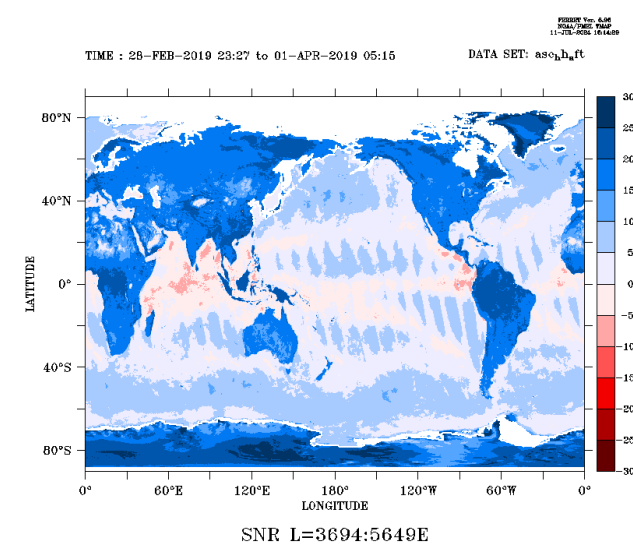 FERRET Ver. 6.96
NOAA/PMEL TMAP
11-JUL-2024 16:14:29
TIME : 28-FEB-2019 23:27 to 01-APR-2019 05:15
DATA SET: asc_h_b_a_ft
80°N
40°N
0°
40°S
80°S
LATITUDE
0°
60°E
120°E
180°
120°W
60°W
0°
LONGITUDE
30
25
20
15
10
5
0
-5
-10
-15
-20
-25
-30
SNR L=3694:5649E